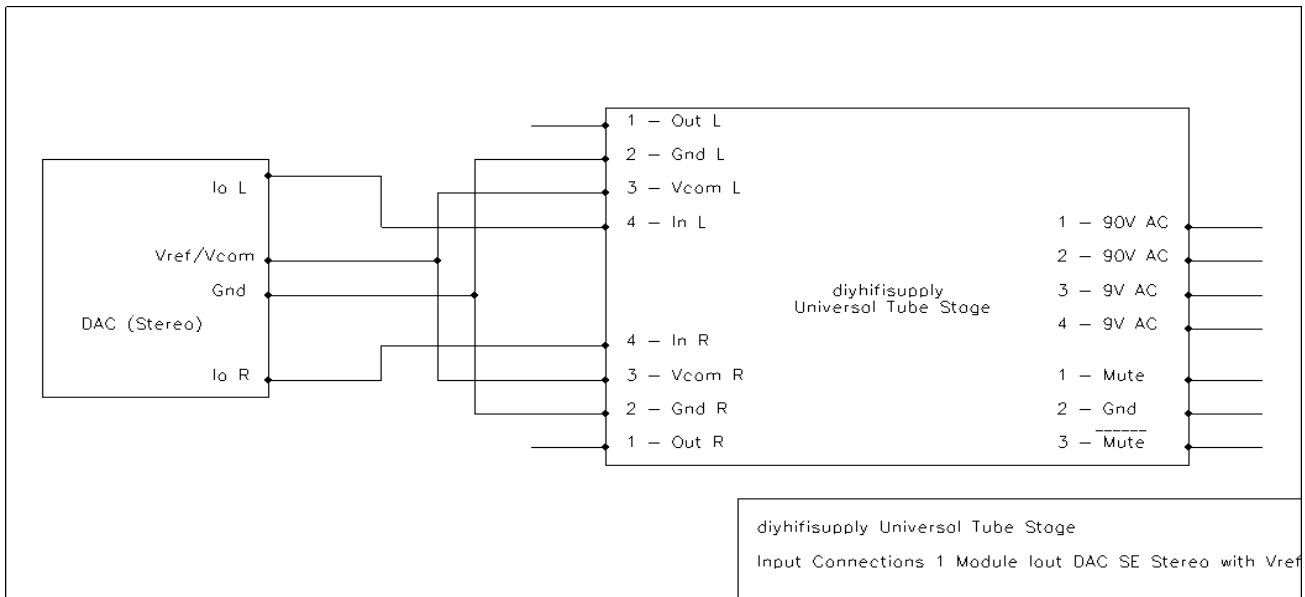 Io L
Vref/Vcom
Gnd
DAC (Stereo)
Io R
1 – Out L
2 – Gnd L
3 – Vcom L
4 – In L
4 – In R
3 – Vcom R
2 – Gnd R
1 – Out R
diyhifisupply
Universal Tube Stage
1 – 90V AC
2 – 90V AC
3 – 9V AC
4 – 9V AC
1 – Mute
2 – Gnd
3 – Mute
diyhifisupply Universal Tube Stage
Input Connections 1 Module Iout DAC SE Stereo with Vref